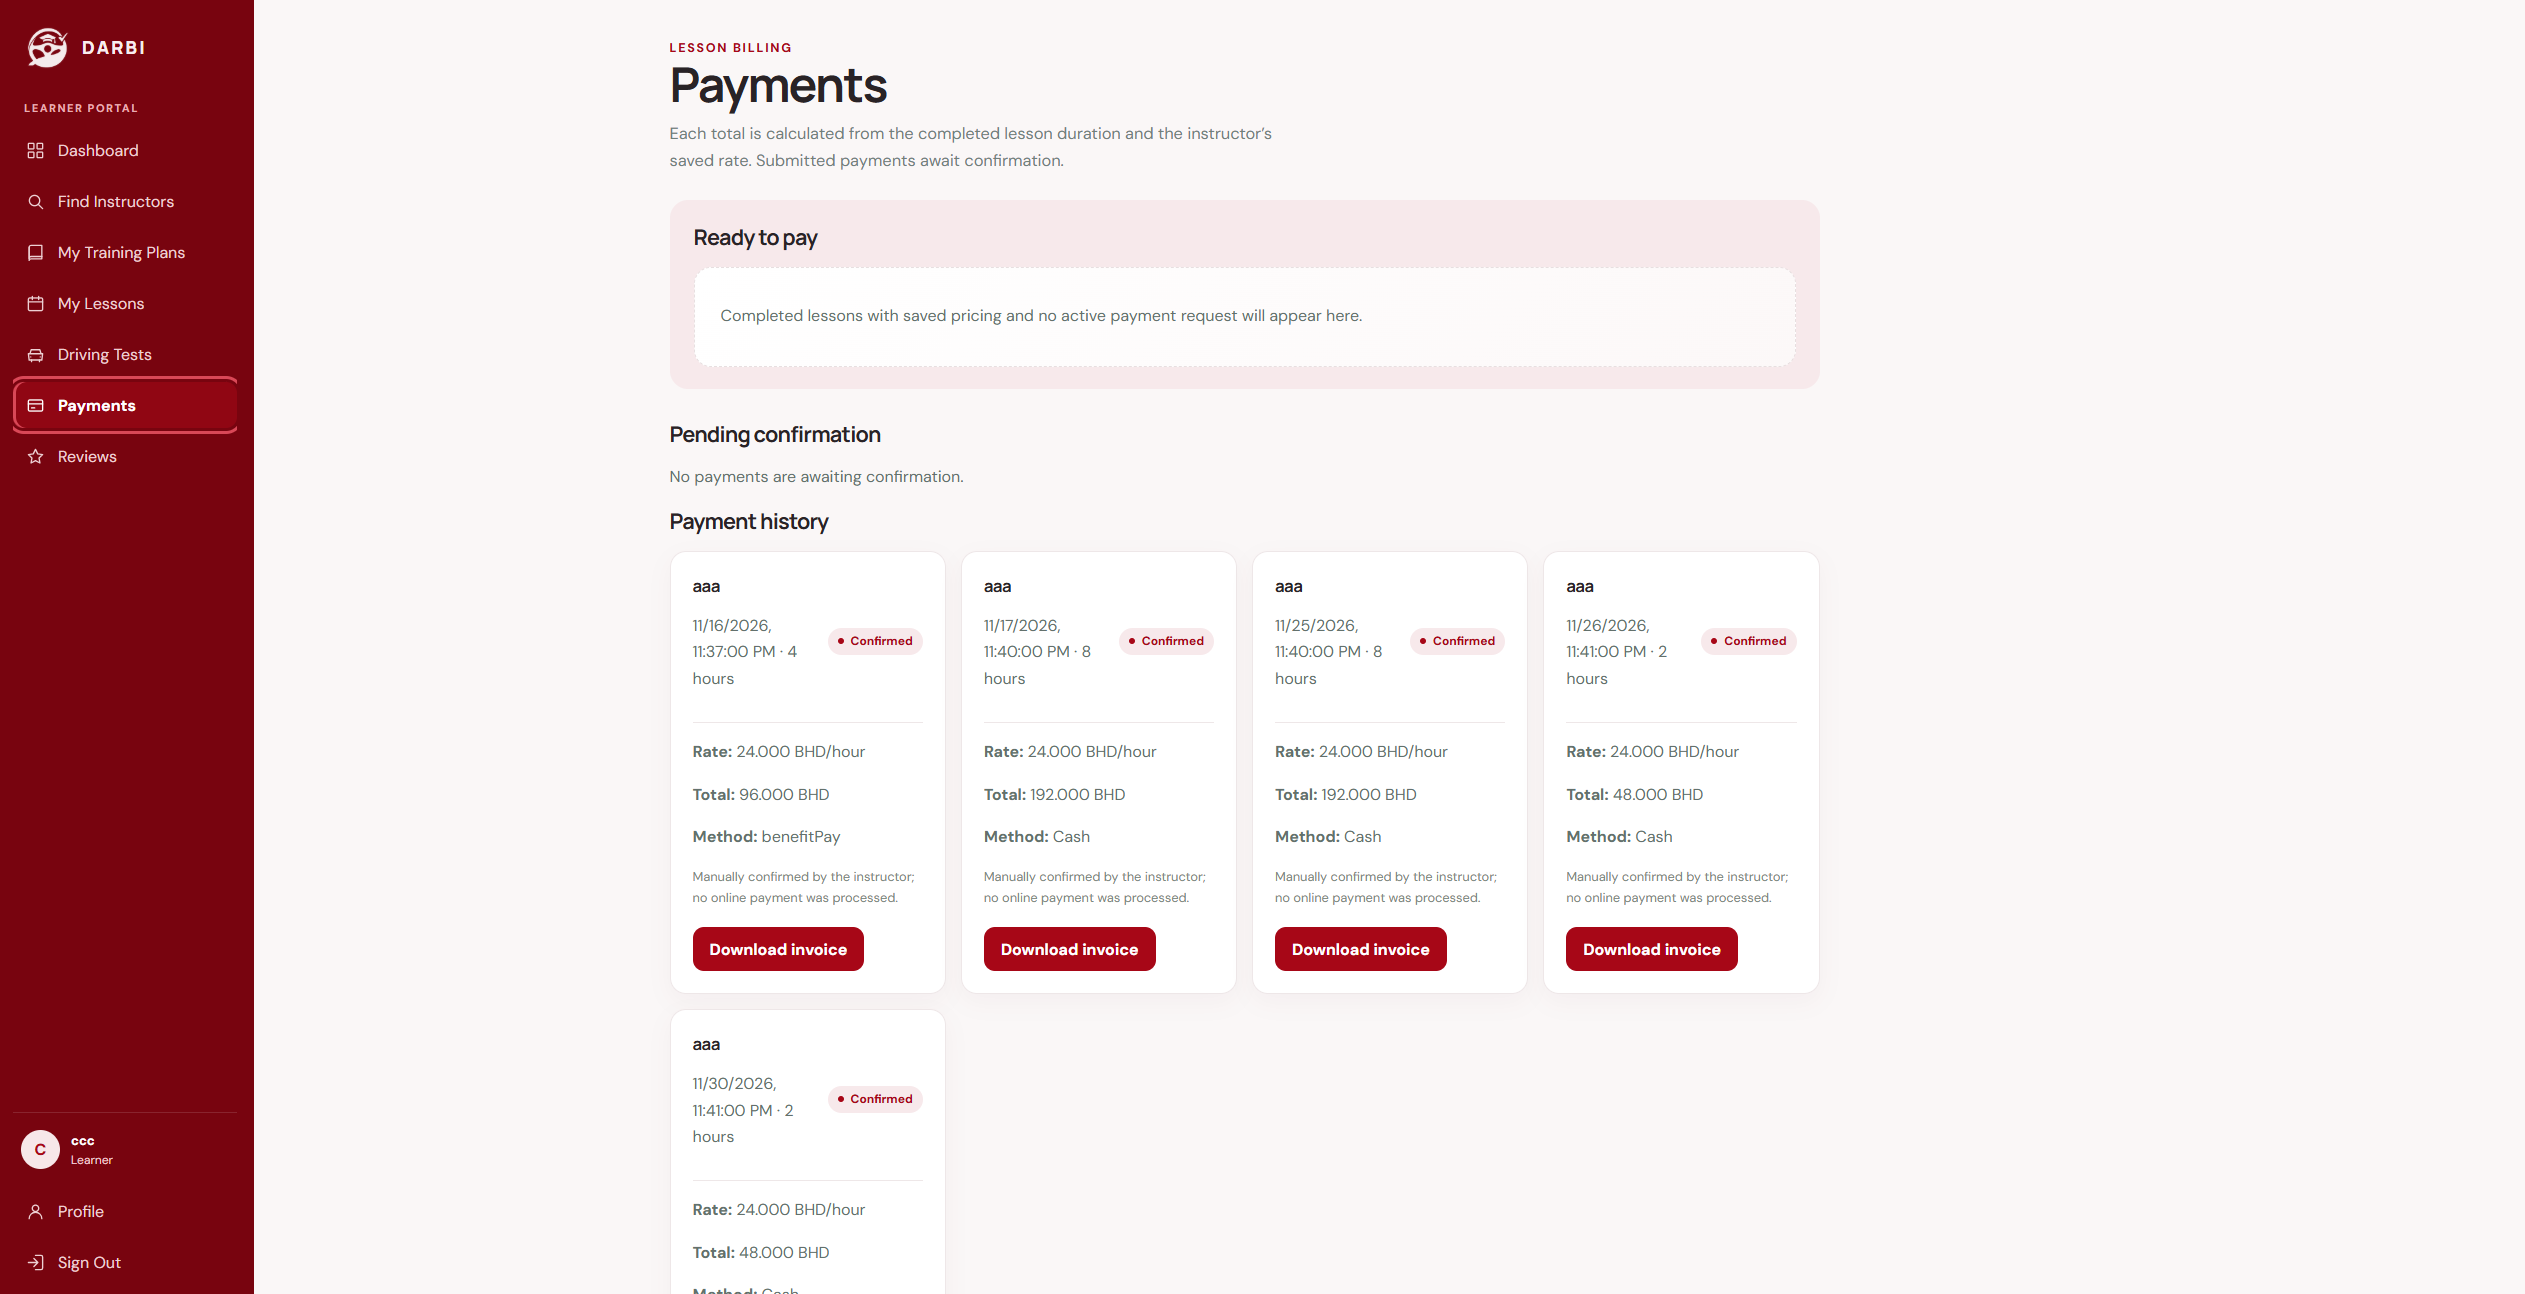 DARBI
LEARNER PORTAL
Dashboard
Find Instructors
My Training Plans
My Lessons
Driving Tests
Payments
Reviews
C
ccc
Learner
Profile
Sign Out
LESSON BILLING
Payments
Each total is calculated from the completed lesson duration and the instructor’s
saved rate. Submitted payments await confirmation.
Ready to pay
Completed lessons with saved pricing and no active payment request will appear here.
Pending confirmation
No payments are awaiting confirmation.
Payment history
aaa
11/16/2026,
11:37:00 PM · 4
hours
Confirmed
Rate: 24.000 BHD/hour
Total: 96.000 BHD
Method: benefitPay
Manually confirmed by the instructor;
no online payment was processed.
Download invoice
aaa
11/17/2026,
11:40:00 PM · 8
hours
Confirmed
Rate: 24.000 BHD/hour
Total: 192.000 BHD
Method: Cash
Manually confirmed by the instructor;
no online payment was processed.
Download invoice
aaa
11/25/2026,
11:40:00 PM · 8
hours
Confirmed
Rate: 24.000 BHD/hour
Total: 192.000 BHD
Method: Cash
Manually confirmed by the instructor;
no online payment was processed.
Download invoice
aaa
11/26/2026,
11:41:00 PM · 2
hours
Confirmed
Rate: 24.000 BHD/hour
Total: 48.000 BHD
Method: Cash
Manually confirmed by the instructor;
no online payment was processed.
Download invoice
aaa
11/30/2026,
11:41:00 PM · 2
hours
Confirmed
Rate: 24.000 BHD/hour
Total: 48.000 BHD
Method: Cash